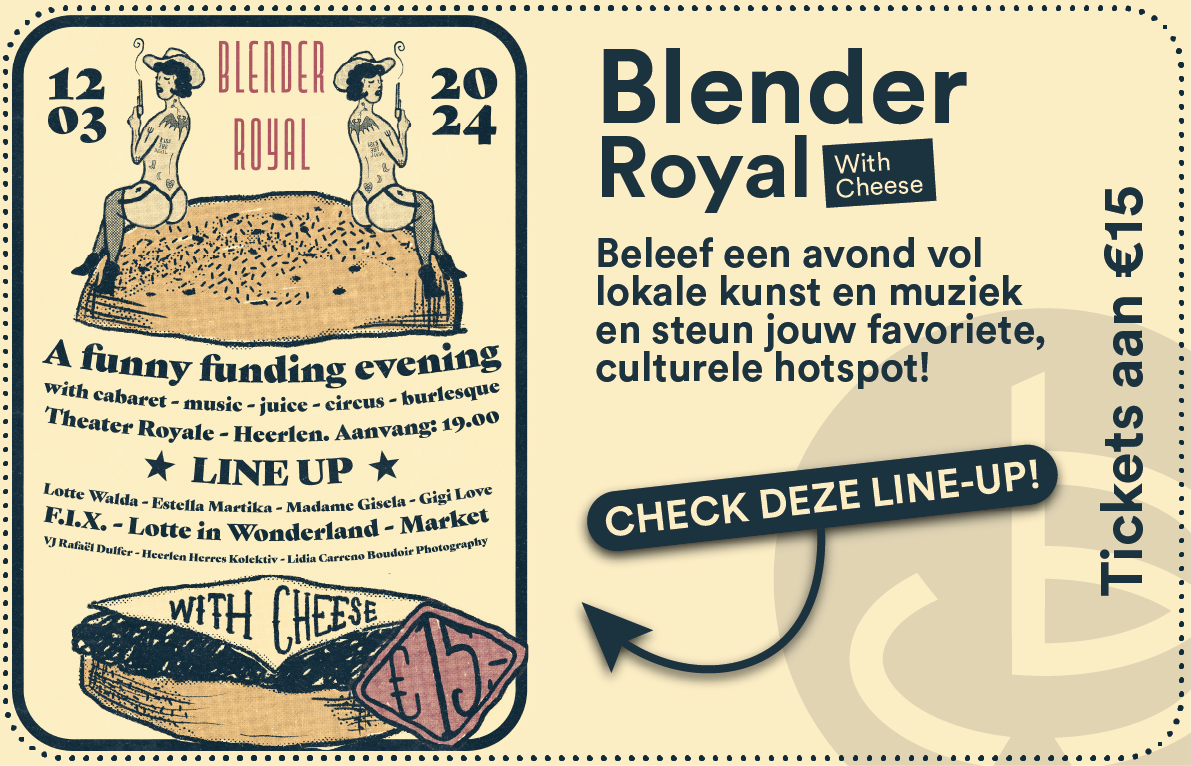 12
03
BLENDER
ROYAL
20
24
A funny funding evening
with cabaret - music - juice - circus - burlesque
Theater Royale - Heerlen. Aanvang: 19.00
LINE UP
Lotte Walda - Estella Martika - Madame Gisela - Gigi Love
F.I.X. - Lotte in Wonderland - Market
VJ Rafaël Dulfer - Heerlen Herres Kolektiv - Lidia Carreno Boudoir Photography
WITH CHEESE
€15,-
Blender
Royal
With
Cheese
Beleef een avond vol
lokale kunst en muziek
en steun jouw favoriete,
culturele hotspot!
CHECK DEZE LINE-UP!
Tickets aan €15